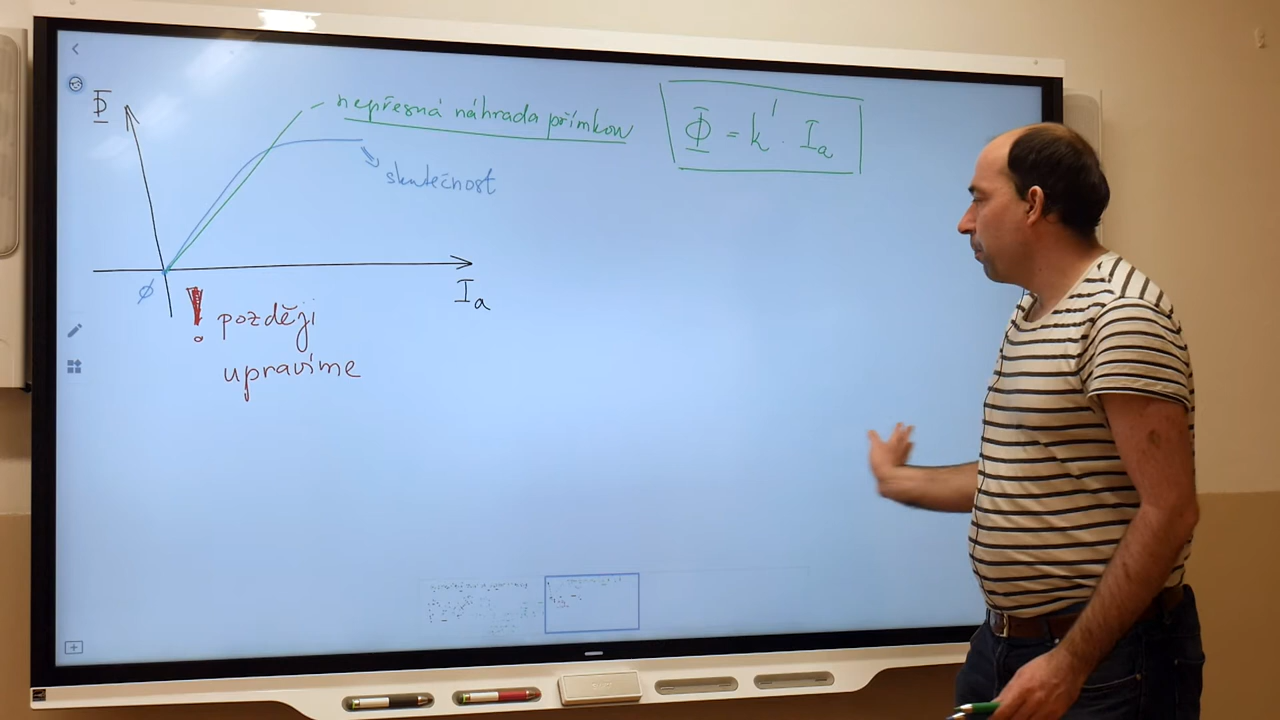 Φ
nepřesná náhrada přímkou
Φ = k' · Iₐ
skutečnost
Iₐ
! později
upravíme